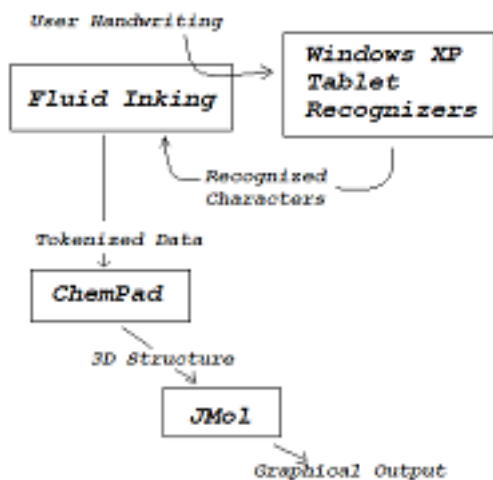 User Handwriting
Windows XP
Tablet
Recognizers
Fluid Inking
Recognized
Characters
Tokenized Data
ChemPad
3D Structure
JMol
Graphical Output